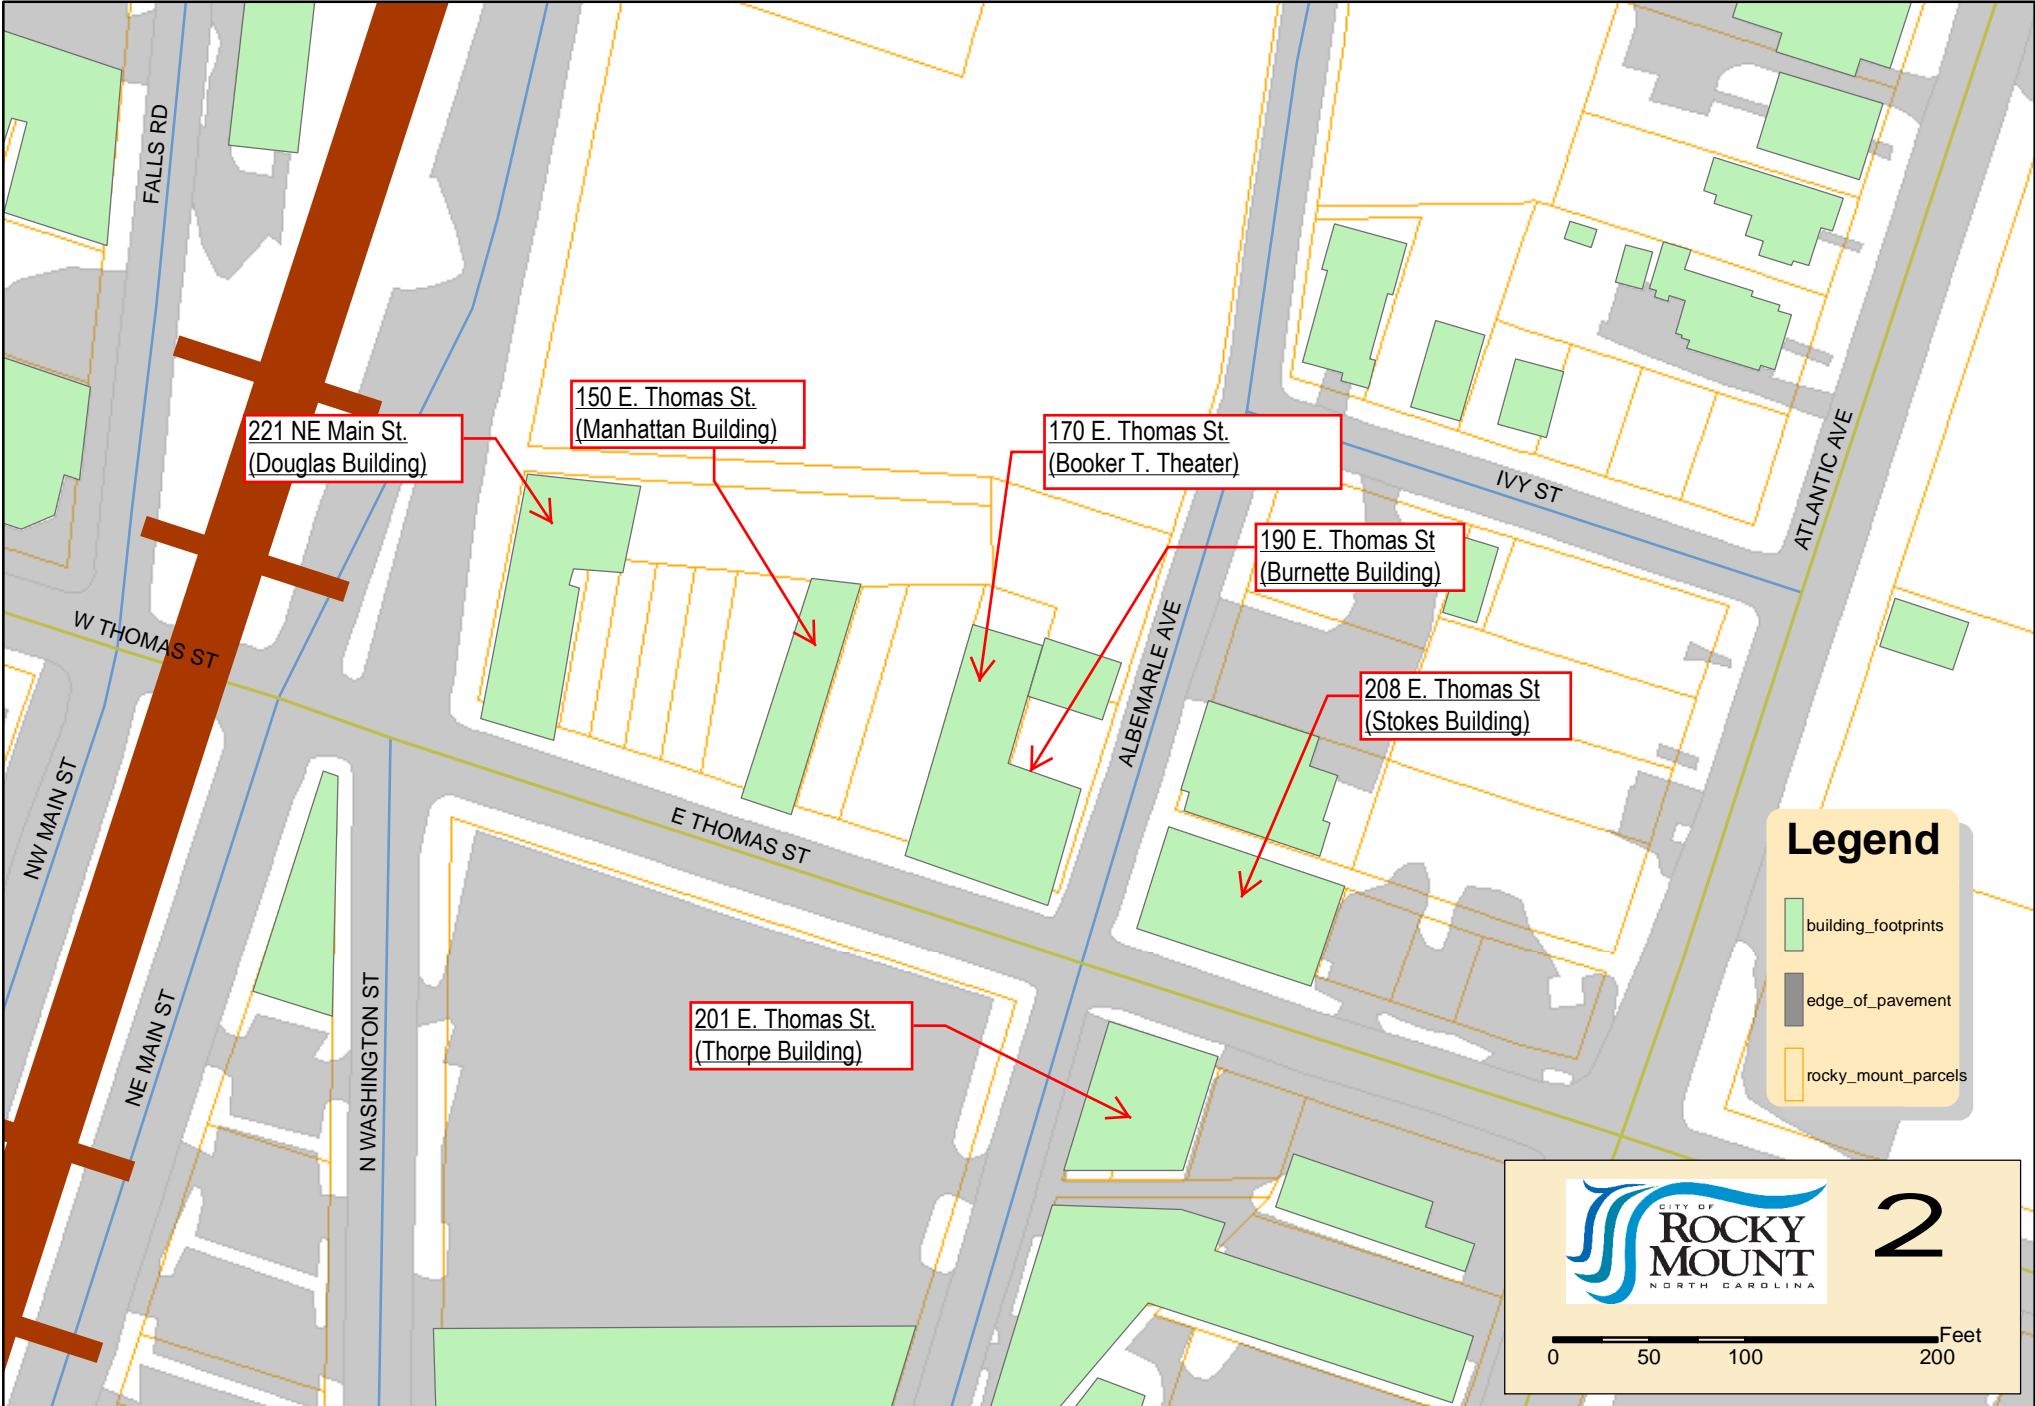 FALLS RD
221 NE Main St.
(Douglas Building)
150 E. Thomas St.
(Manhattan Building)
170 E. Thomas St.
(Booker T. Theater)
190 E. Thomas St
(Burnette Building)
208 E. Thomas St
(Stokes Building)
201 E. Thomas St.
(Thorpe Building)
IVY ST
ATLANTIC AVE
ALBEMARLE AVE
W THOMAS ST
E THOMAS ST
NW MAIN ST
NE MAIN ST
N WASHINGTON ST
Legend
building_footprints
edge_of_pavement
rocky_mount_parcels
CITY OF
ROCKY
MOUNT
NORTH CAROLINA
2
Feet
0 50 100 200